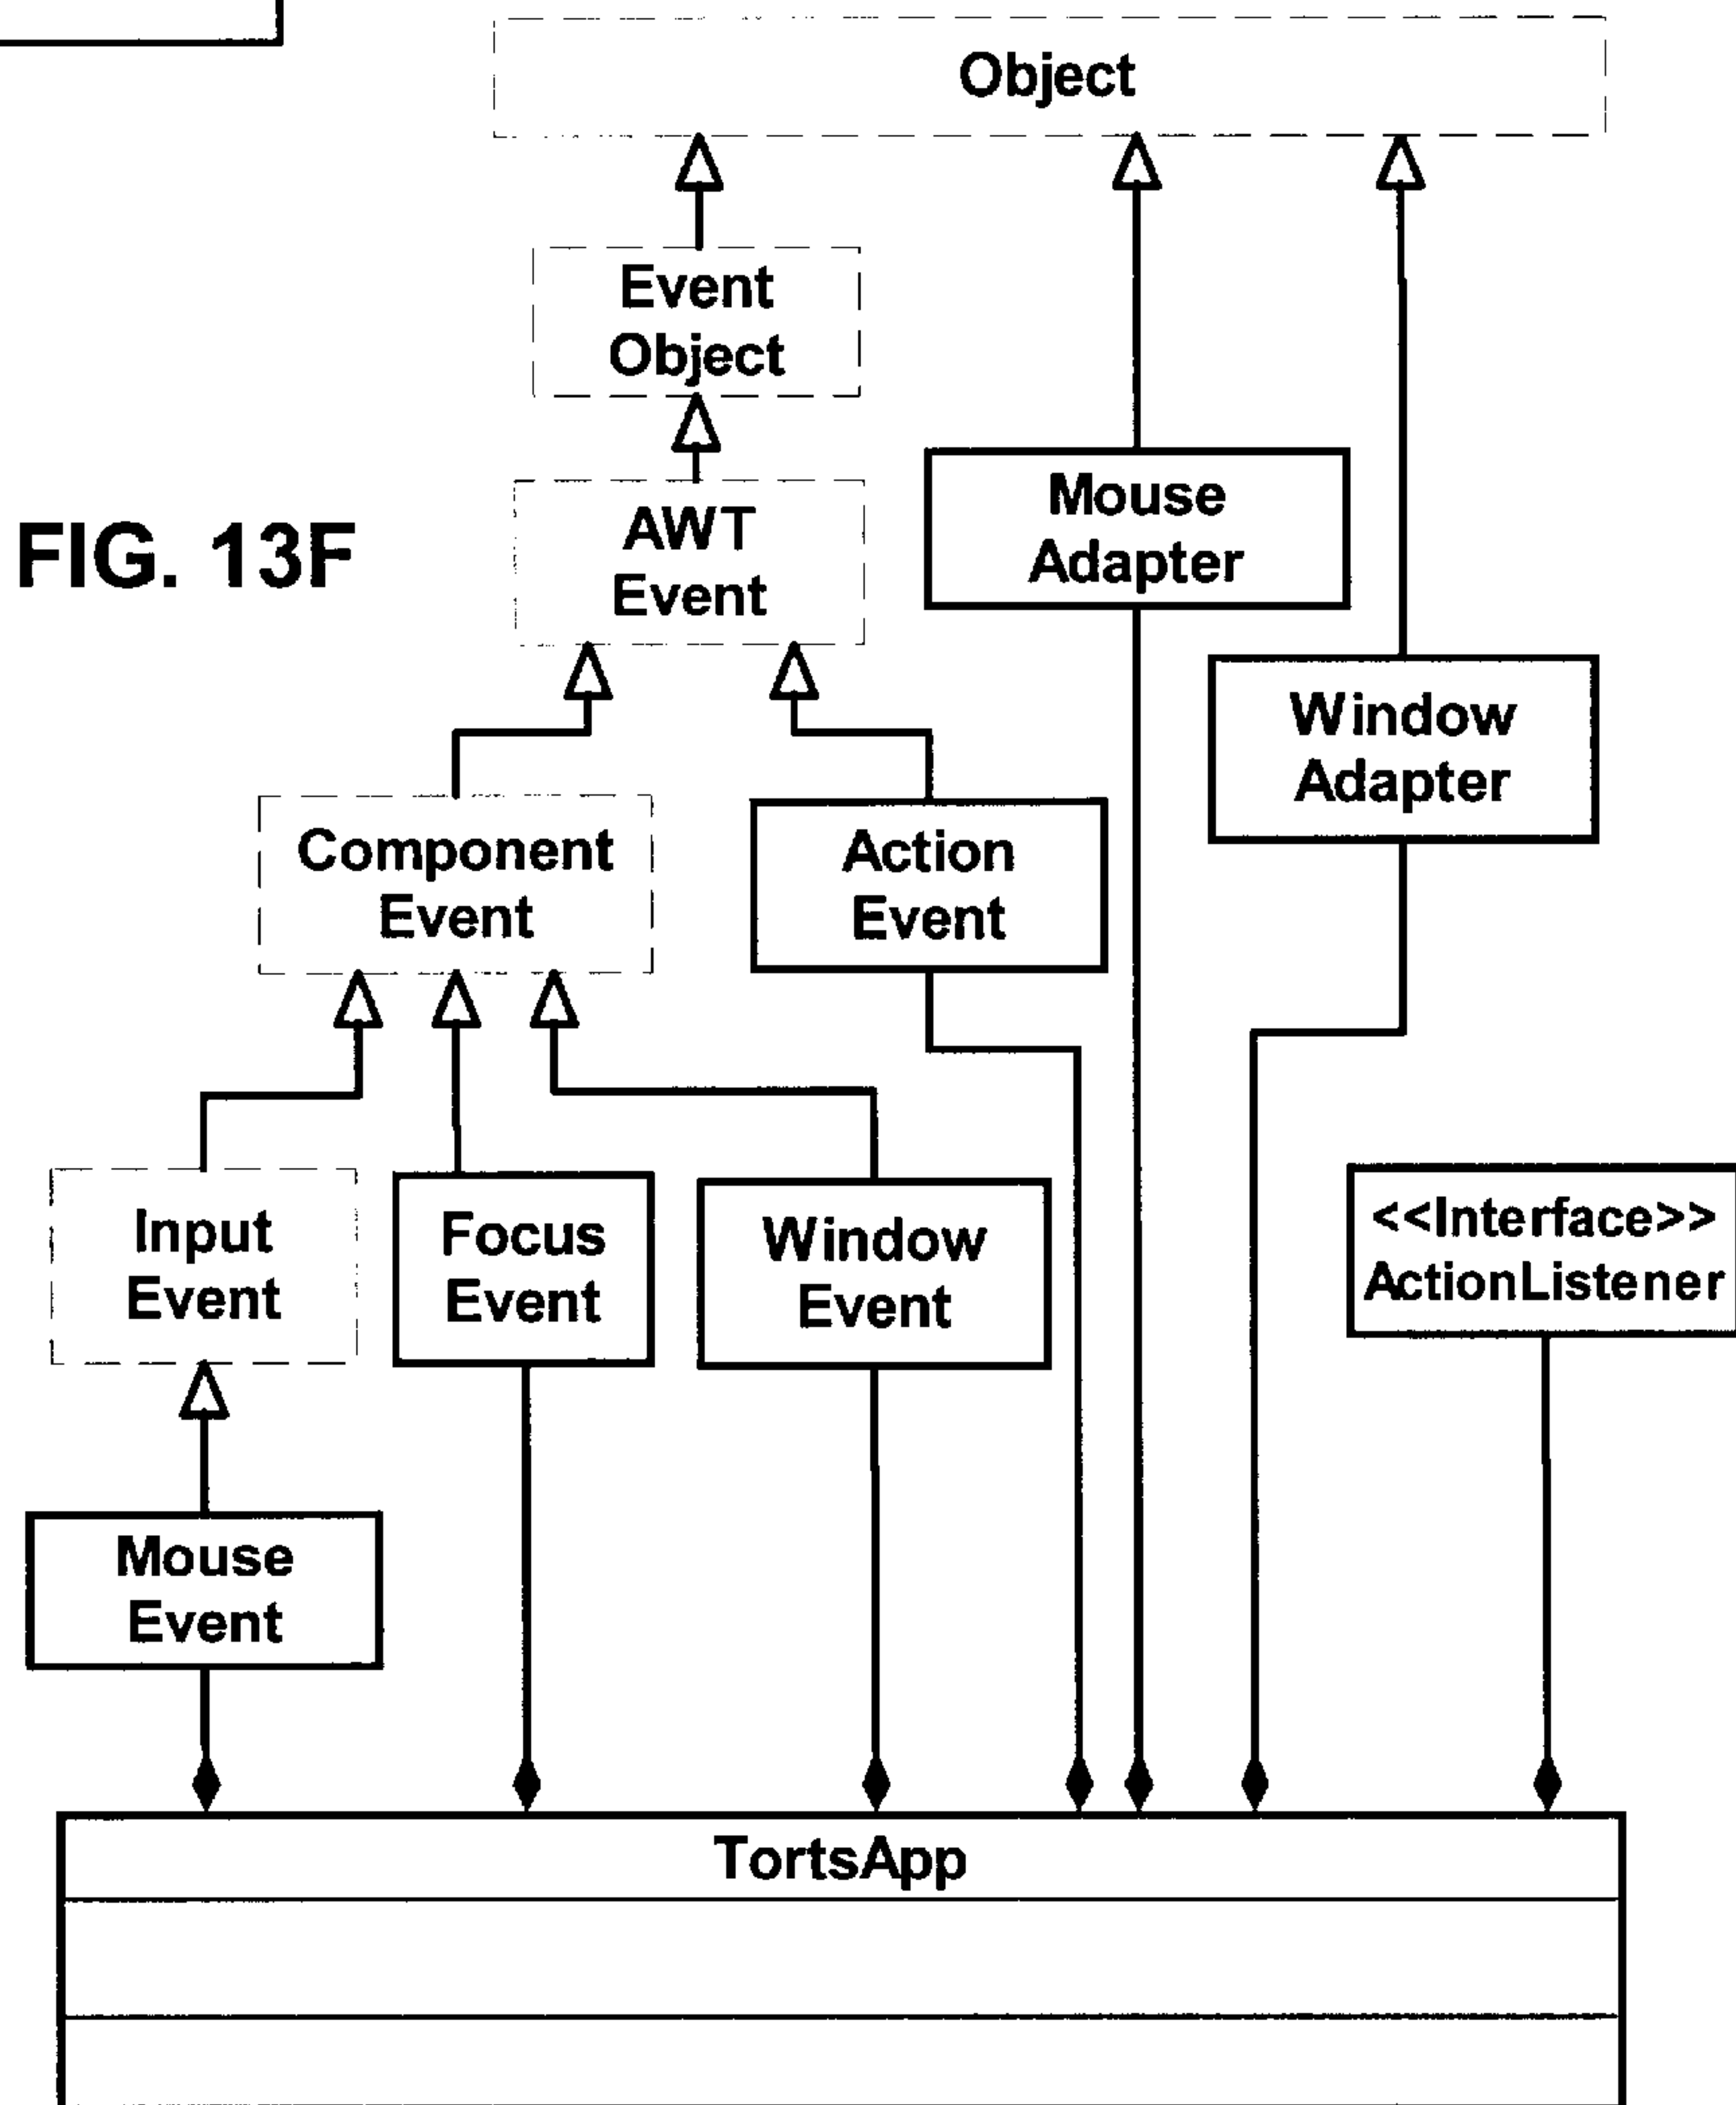 Object
Event
Object
FIG. 13F
AWT
Event
Mouse
Adapter
Window
Adapter
Component
Event
Action
Event
Input
Event
Focus
Event
Window
Event
<<Interface>>
ActionListener
Mouse
Event
TortsApp